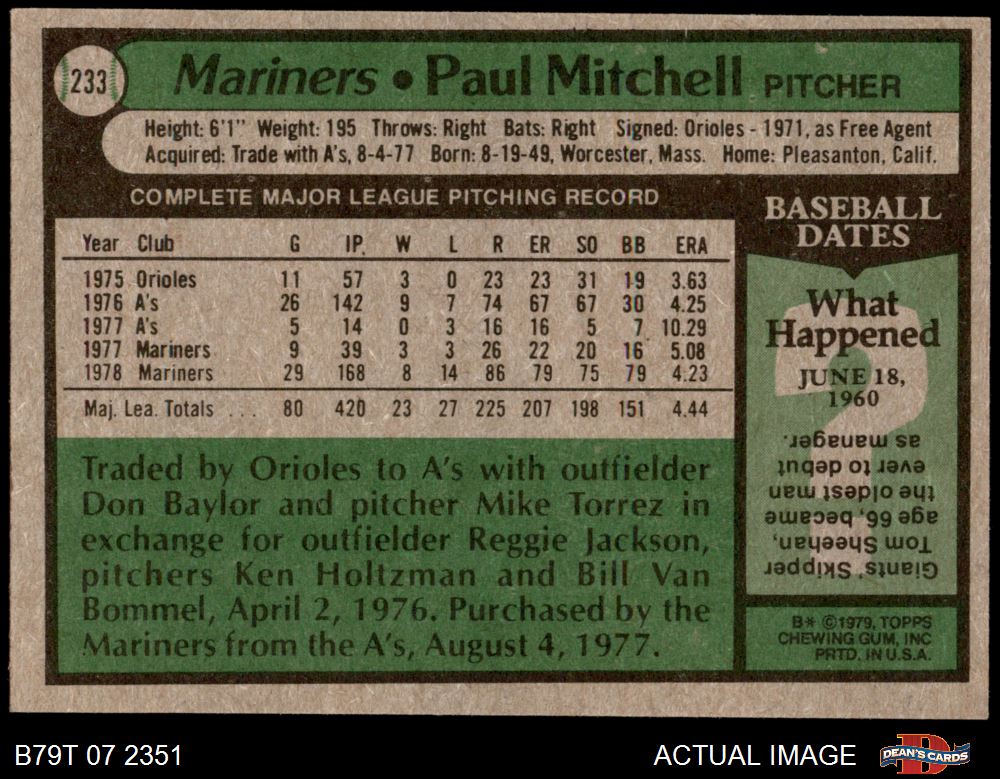 233
Mariners • Paul Mitchell PITCHER
Height: 6'1" Weight: 195 Throws: Right Bats: Right Signed: Orioles - 1971, as Free Agent
Acquired: Trade with A's, 8-4-77 Born: 8-19-49, Worcester, Mass. Home: Pleasanton, Calif.
COMPLETE MAJOR LEAGUE PITCHING RECORD
Year Club G IP. W L R ER SO BB ERA
1975 Orioles 11 57 3 0 23 23 31 19 3.63
1976 A's 26 142 9 7 74 67 67 30 4.25
1977 A's 5 14 0 3 16 16 5 7 10.29
1977 Mariners 9 39 3 3 26 22 20 16 5.08
1978 Mariners 29 168 8 14 86 79 75 79 4.23
Maj. Lea. Totals . . . 80 420 23 27 225 207 198 151 4.44
Traded by Orioles to A's with outfielder
Don Baylor and pitcher Mike Torrez in
exchange for outfielder Reggie Jackson,
pitchers Ken Holtzman and Bill Van
Bommel, April 2, 1976. Purchased by the
Mariners from the A's, August 4, 1977.
BASEBALL
DATES
What
Happened
JUNE 18,
1960
?
Giants' Skipper
Tom Sheehan,
age 66, became
the oldest man
ever to debut
as manager.
B* ©1979, TOPPS
CHEWING GUM, INC
PRTD. IN U.S.A.
B79T 07 2351
ACTUAL IMAGE
D
DEAN'S CARDS